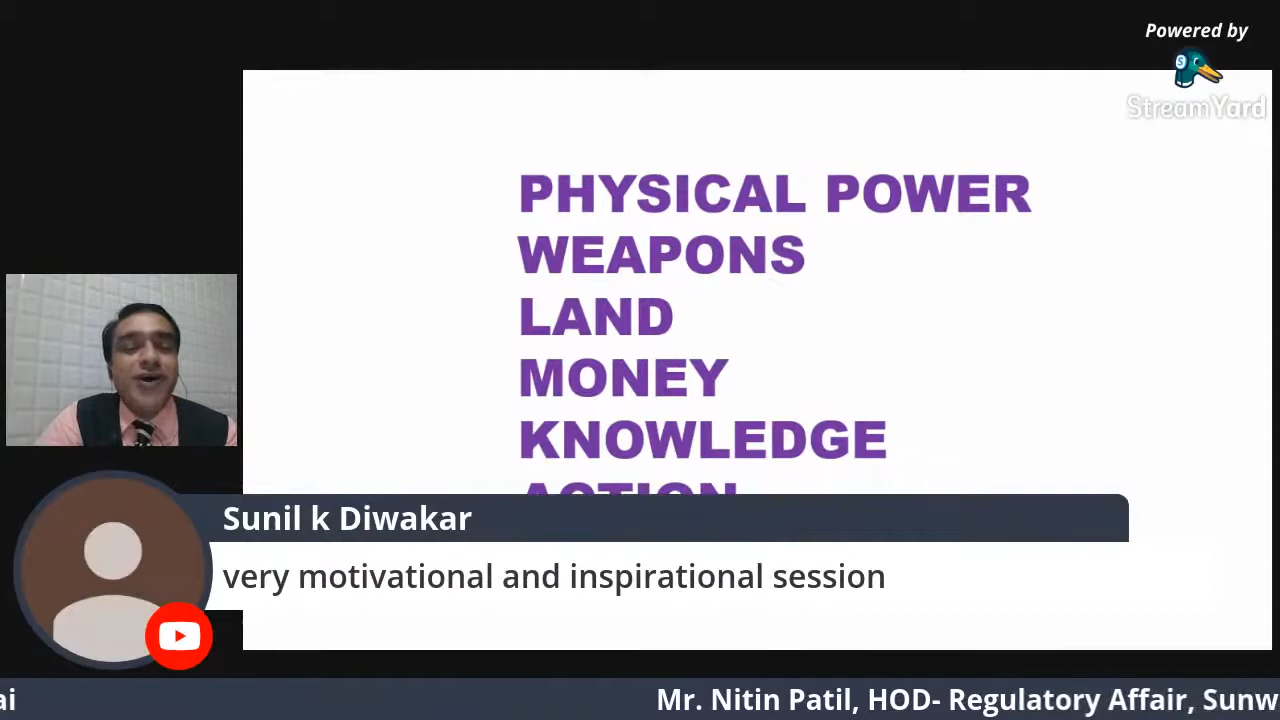 Powered by
StreamYard
PHYSICAL POWER
WEAPONS
LAND
MONEY
KNOWLEDGE
ACTION
Sunil k Diwakar
very motivational and inspirational session
Mr. Nitin Patil, HOD- Regulatory Affair,